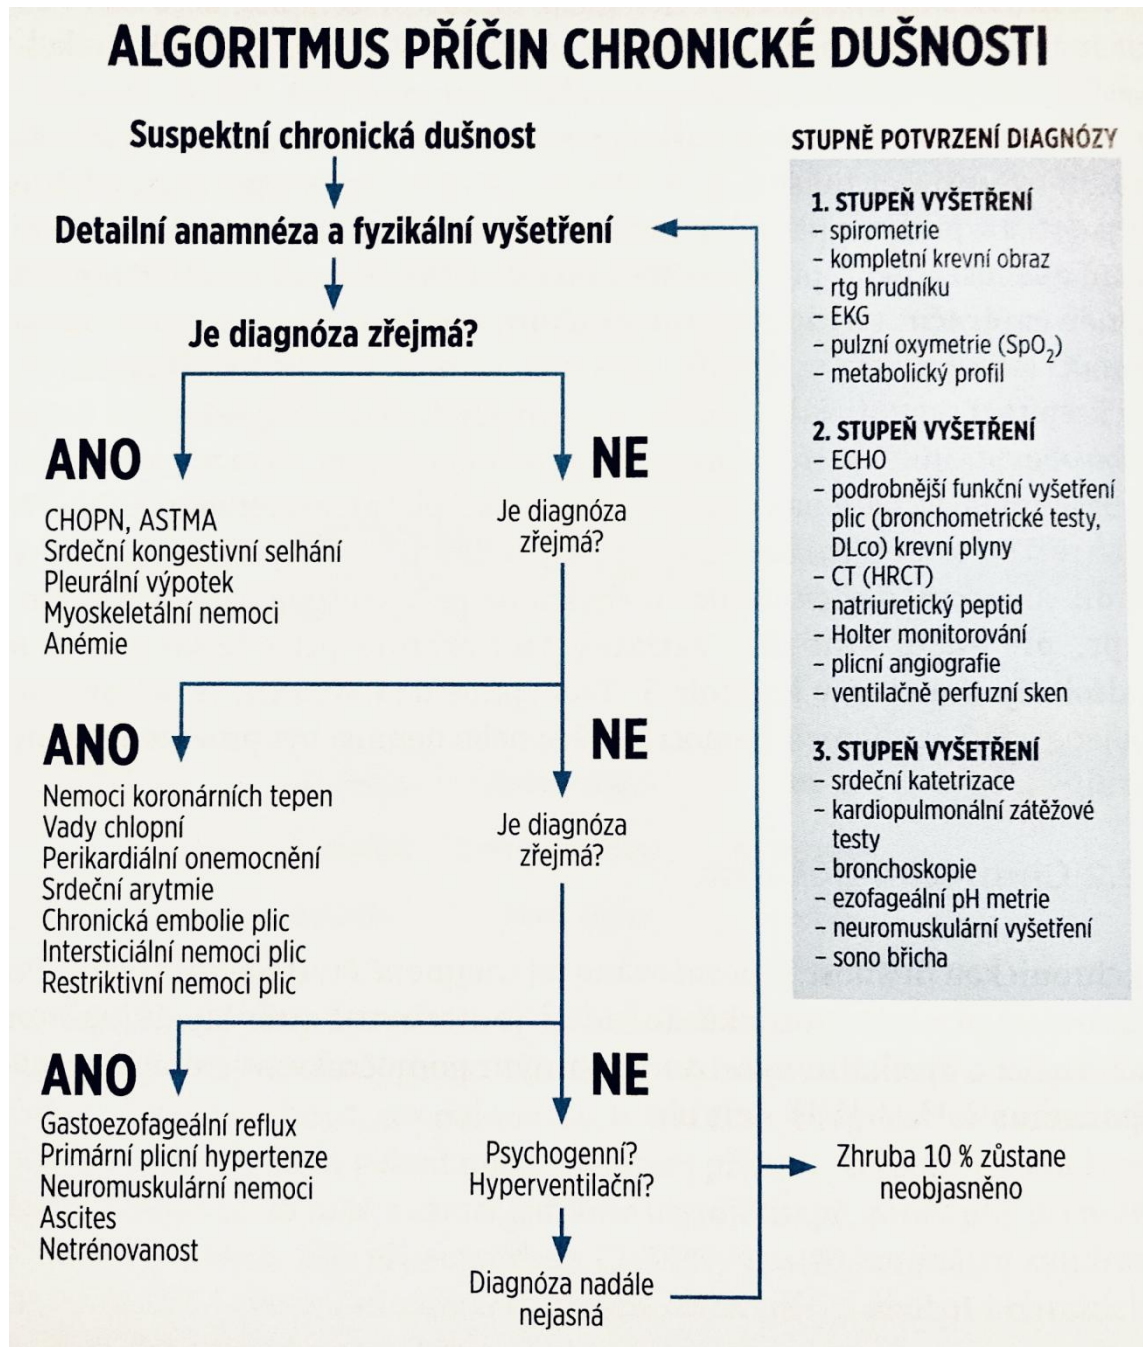 ALGORITMUS PŘÍČIN CHRONICKÉ DUŠNOSTI
Suspektní chronická dušnost
Detailní anamnéza a fyzikální vyšetření
Je diagnóza zřejmá?
ANO
CHOPN, ASTMA
Srdeční kongestivní selhání
Pleurální výpotek
Myoskeletální nemoci
Anémie
NE
Je diagnóza
zřejmá?
ANO
Nemoci koronárních tepen
Vady chlopní
Perikardiální onemocnění
Srdeční arytmie
Chronická embolie plic
Intersticiální nemoci plic
Restriktivní nemoci plic
NE
Je diagnóza
zřejmá?
ANO
Gastoezofageální reflux
Primární plicní hypertenze
Neuromuskulární nemoci
Ascites
Netrénovanost
NE
Psychogenní?
Hyperventilační?
Diagnóza nadále
nejasná
Zhruba 10 % zůstane
neobjasněno
STUPNĚ POTVRZENÍ DIAGNÓZY
1. STUPEŇ VYŠETŘENÍ
– spirometrie
– kompletní krevní obraz
– rtg hrudníku
– EKG
– pulzní oxymetrie (SpO₂)
– metabolický profil
2. STUPEŇ VYŠETŘENÍ
– ECHO
– podrobnější funkční vyšetření
plic (bronchometrické testy,
DLco) krevní plyny
– CT (HRCT)
– natriuretický peptid
– Holter monitorování
– plicní angiografie
– ventilačně perfuzní sken
3. STUPEŇ VYŠETŘENÍ
– srdeční katetrizace
– kardiopulmonální zátěžové
testy
– bronchoskopie
– ezofageální pH metrie
– neuromuskulární vyšetření
– sono břicha